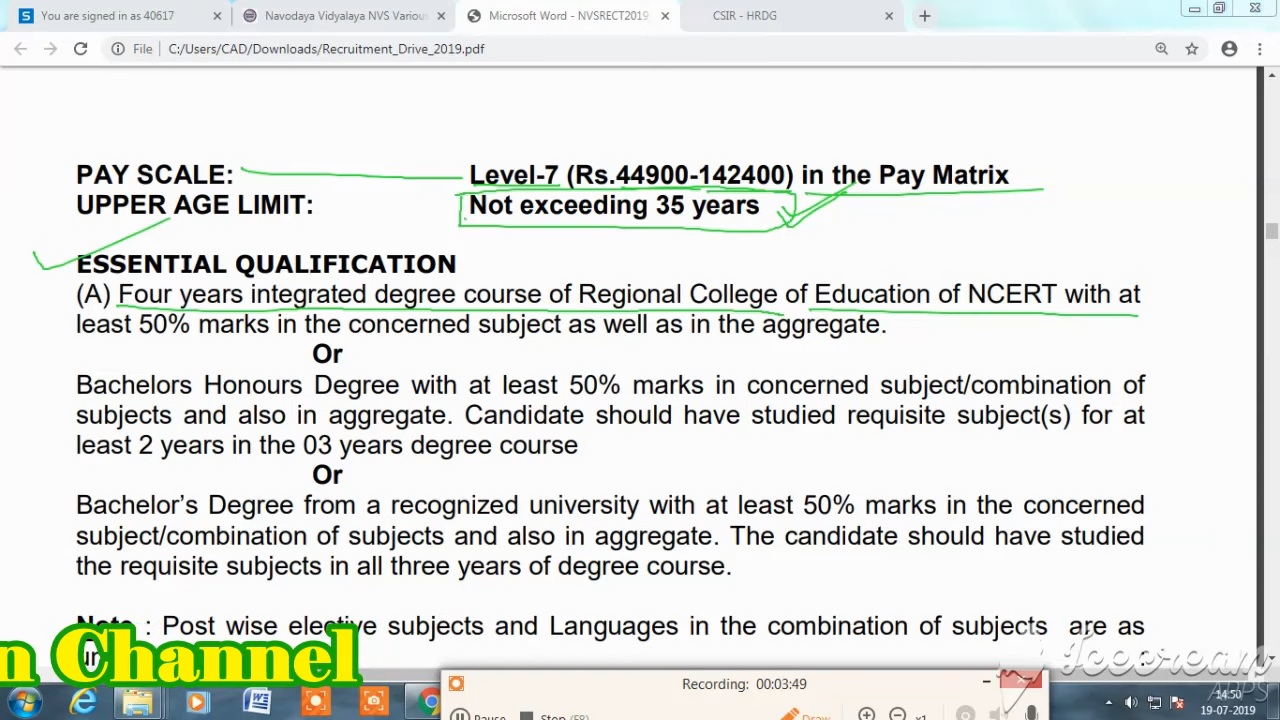 You are signed in as 40617
Navodaya Vidyalaya NVS Variou
Microsoft Word - NVSRECT2019
CSIR - HRDG
File C:/Users/CAD/Downloads/Recruitment_Drive_2019.pdf
PAY SCALE: Level-7 (Rs.44900-142400) in the Pay Matrix
UPPER AGE LIMIT: Not exceeding 35 years
ESSENTIAL QUALIFICATION
(A) Four years integrated degree course of Regional College of Education of NCERT with at
least 50% marks in the concerned subject as well as in the aggregate.
Or
Bachelors Honours Degree with at least 50% marks in concerned subject/combination of
subjects and also in aggregate. Candidate should have studied requisite subject(s) for at
least 2 years in the 03 years degree course
Or
Bachelor's Degree from a recognized university with at least 50% marks in the concerned
subject/combination of subjects and also in aggregate. The candidate should have studied
the requisite subjects in all three years of degree course.
Note : Post wise elective subjects and Languages in the combination of subjects are as
n Channel
Icecream
APPS
Recording: 00:03:49
Pause Stop (F8) Draw x1
14:50
19-07-2019